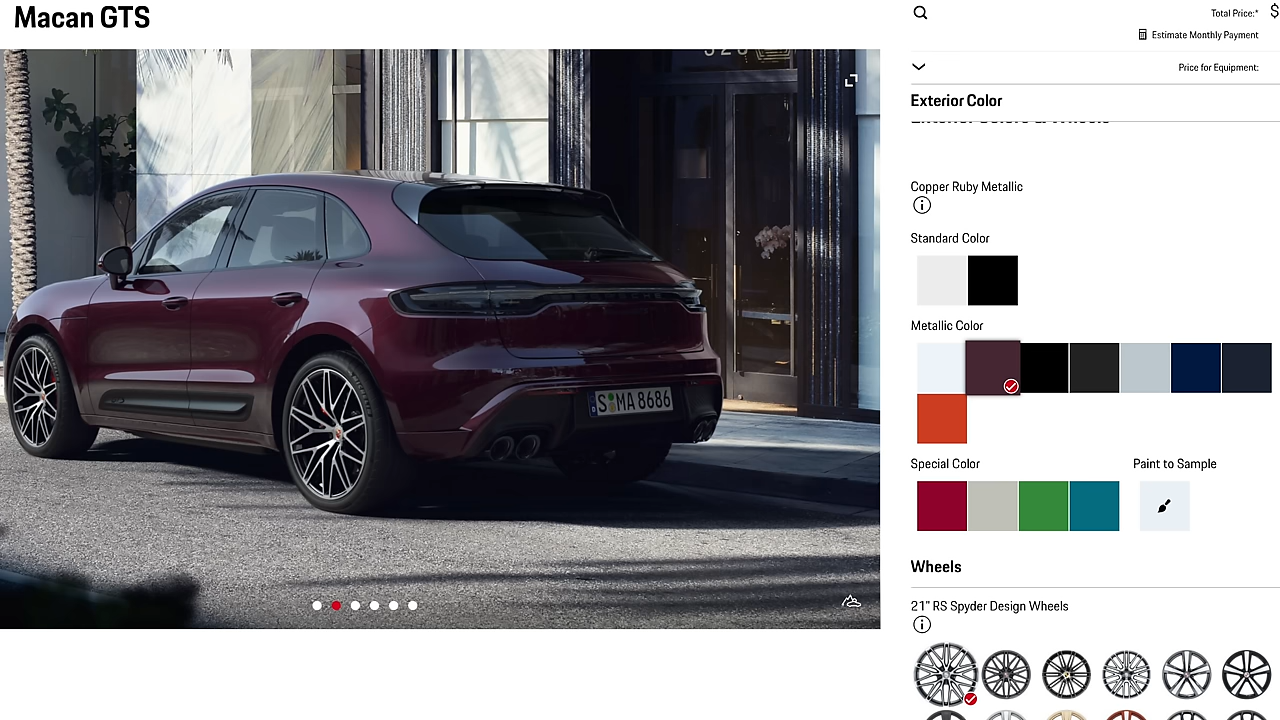 Macan GTS
Total Price:* $
Estimate Monthly Payment
Price for Equipment:
Exterior Color
Copper Ruby Metallic
Standard Color
Metallic Color
S MA 8686
Special Color
Paint to Sample
Wheels
21" RS Spyder Design Wheels